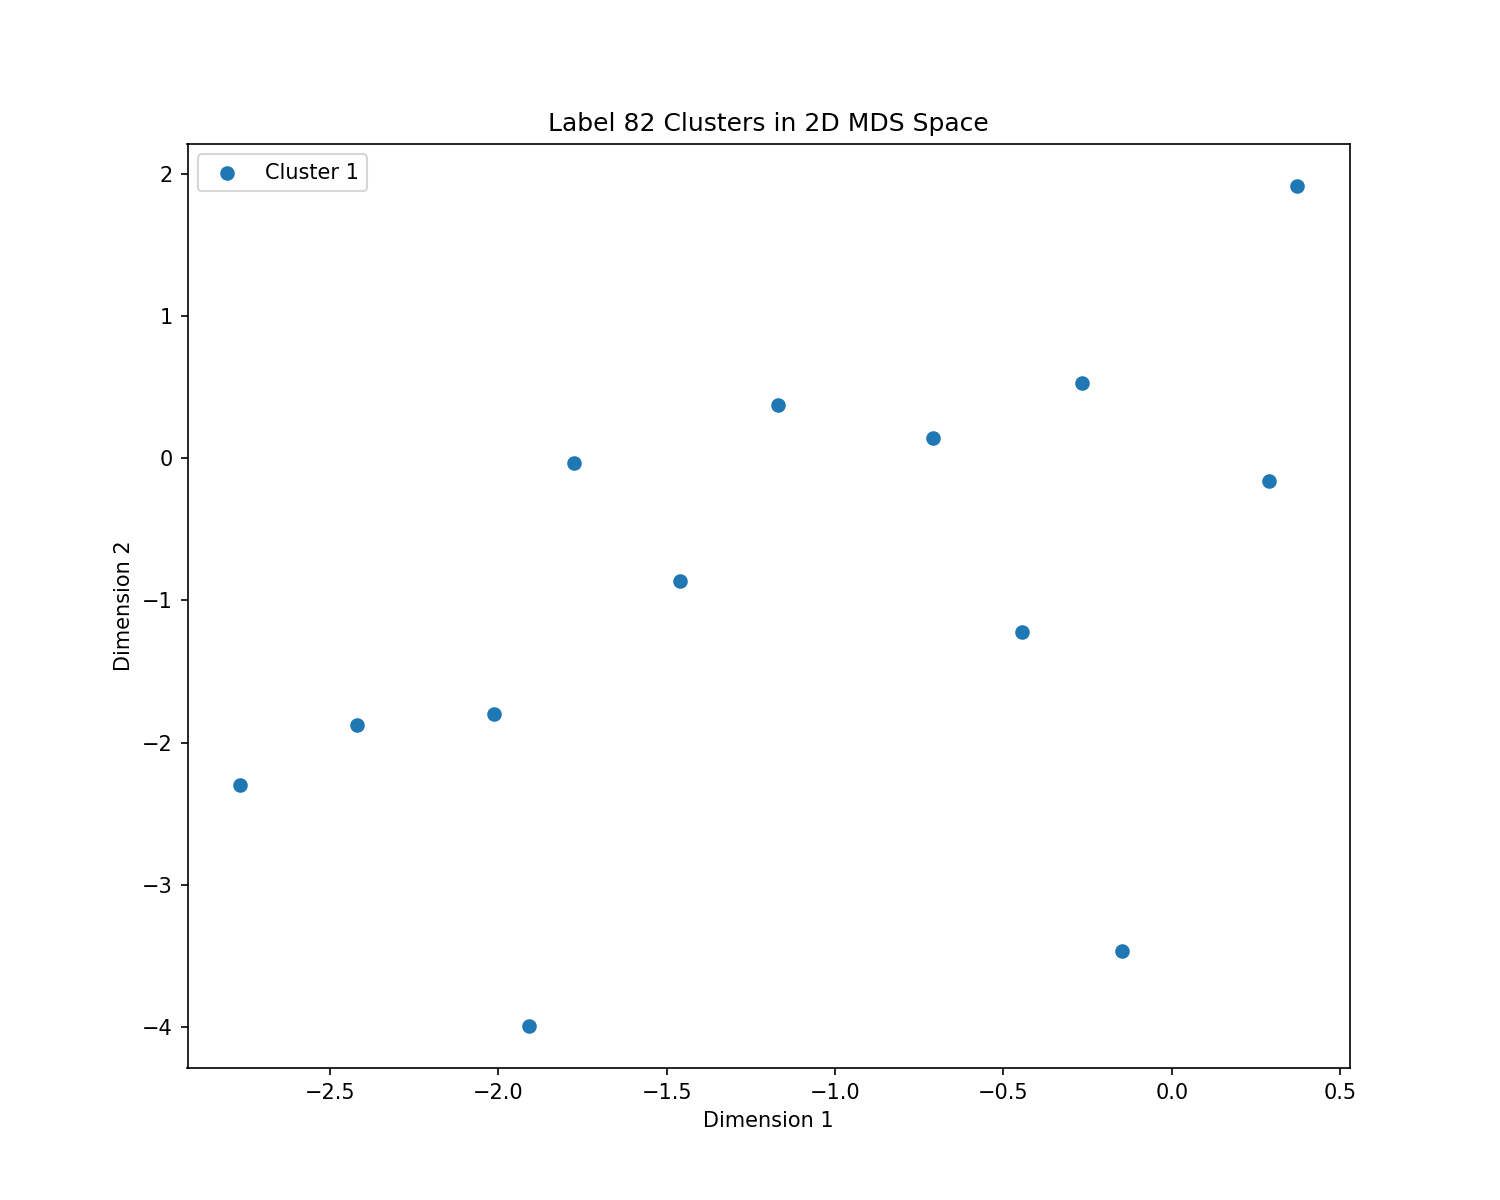 Label 82 Clusters in 2D MDS Space
Cluster 1
2
1
0
−1
−2
−3
−4
Dimension 2
−2.5 −2.0 −1.5 −1.0 −0.5 0.0 0.5
Dimension 1